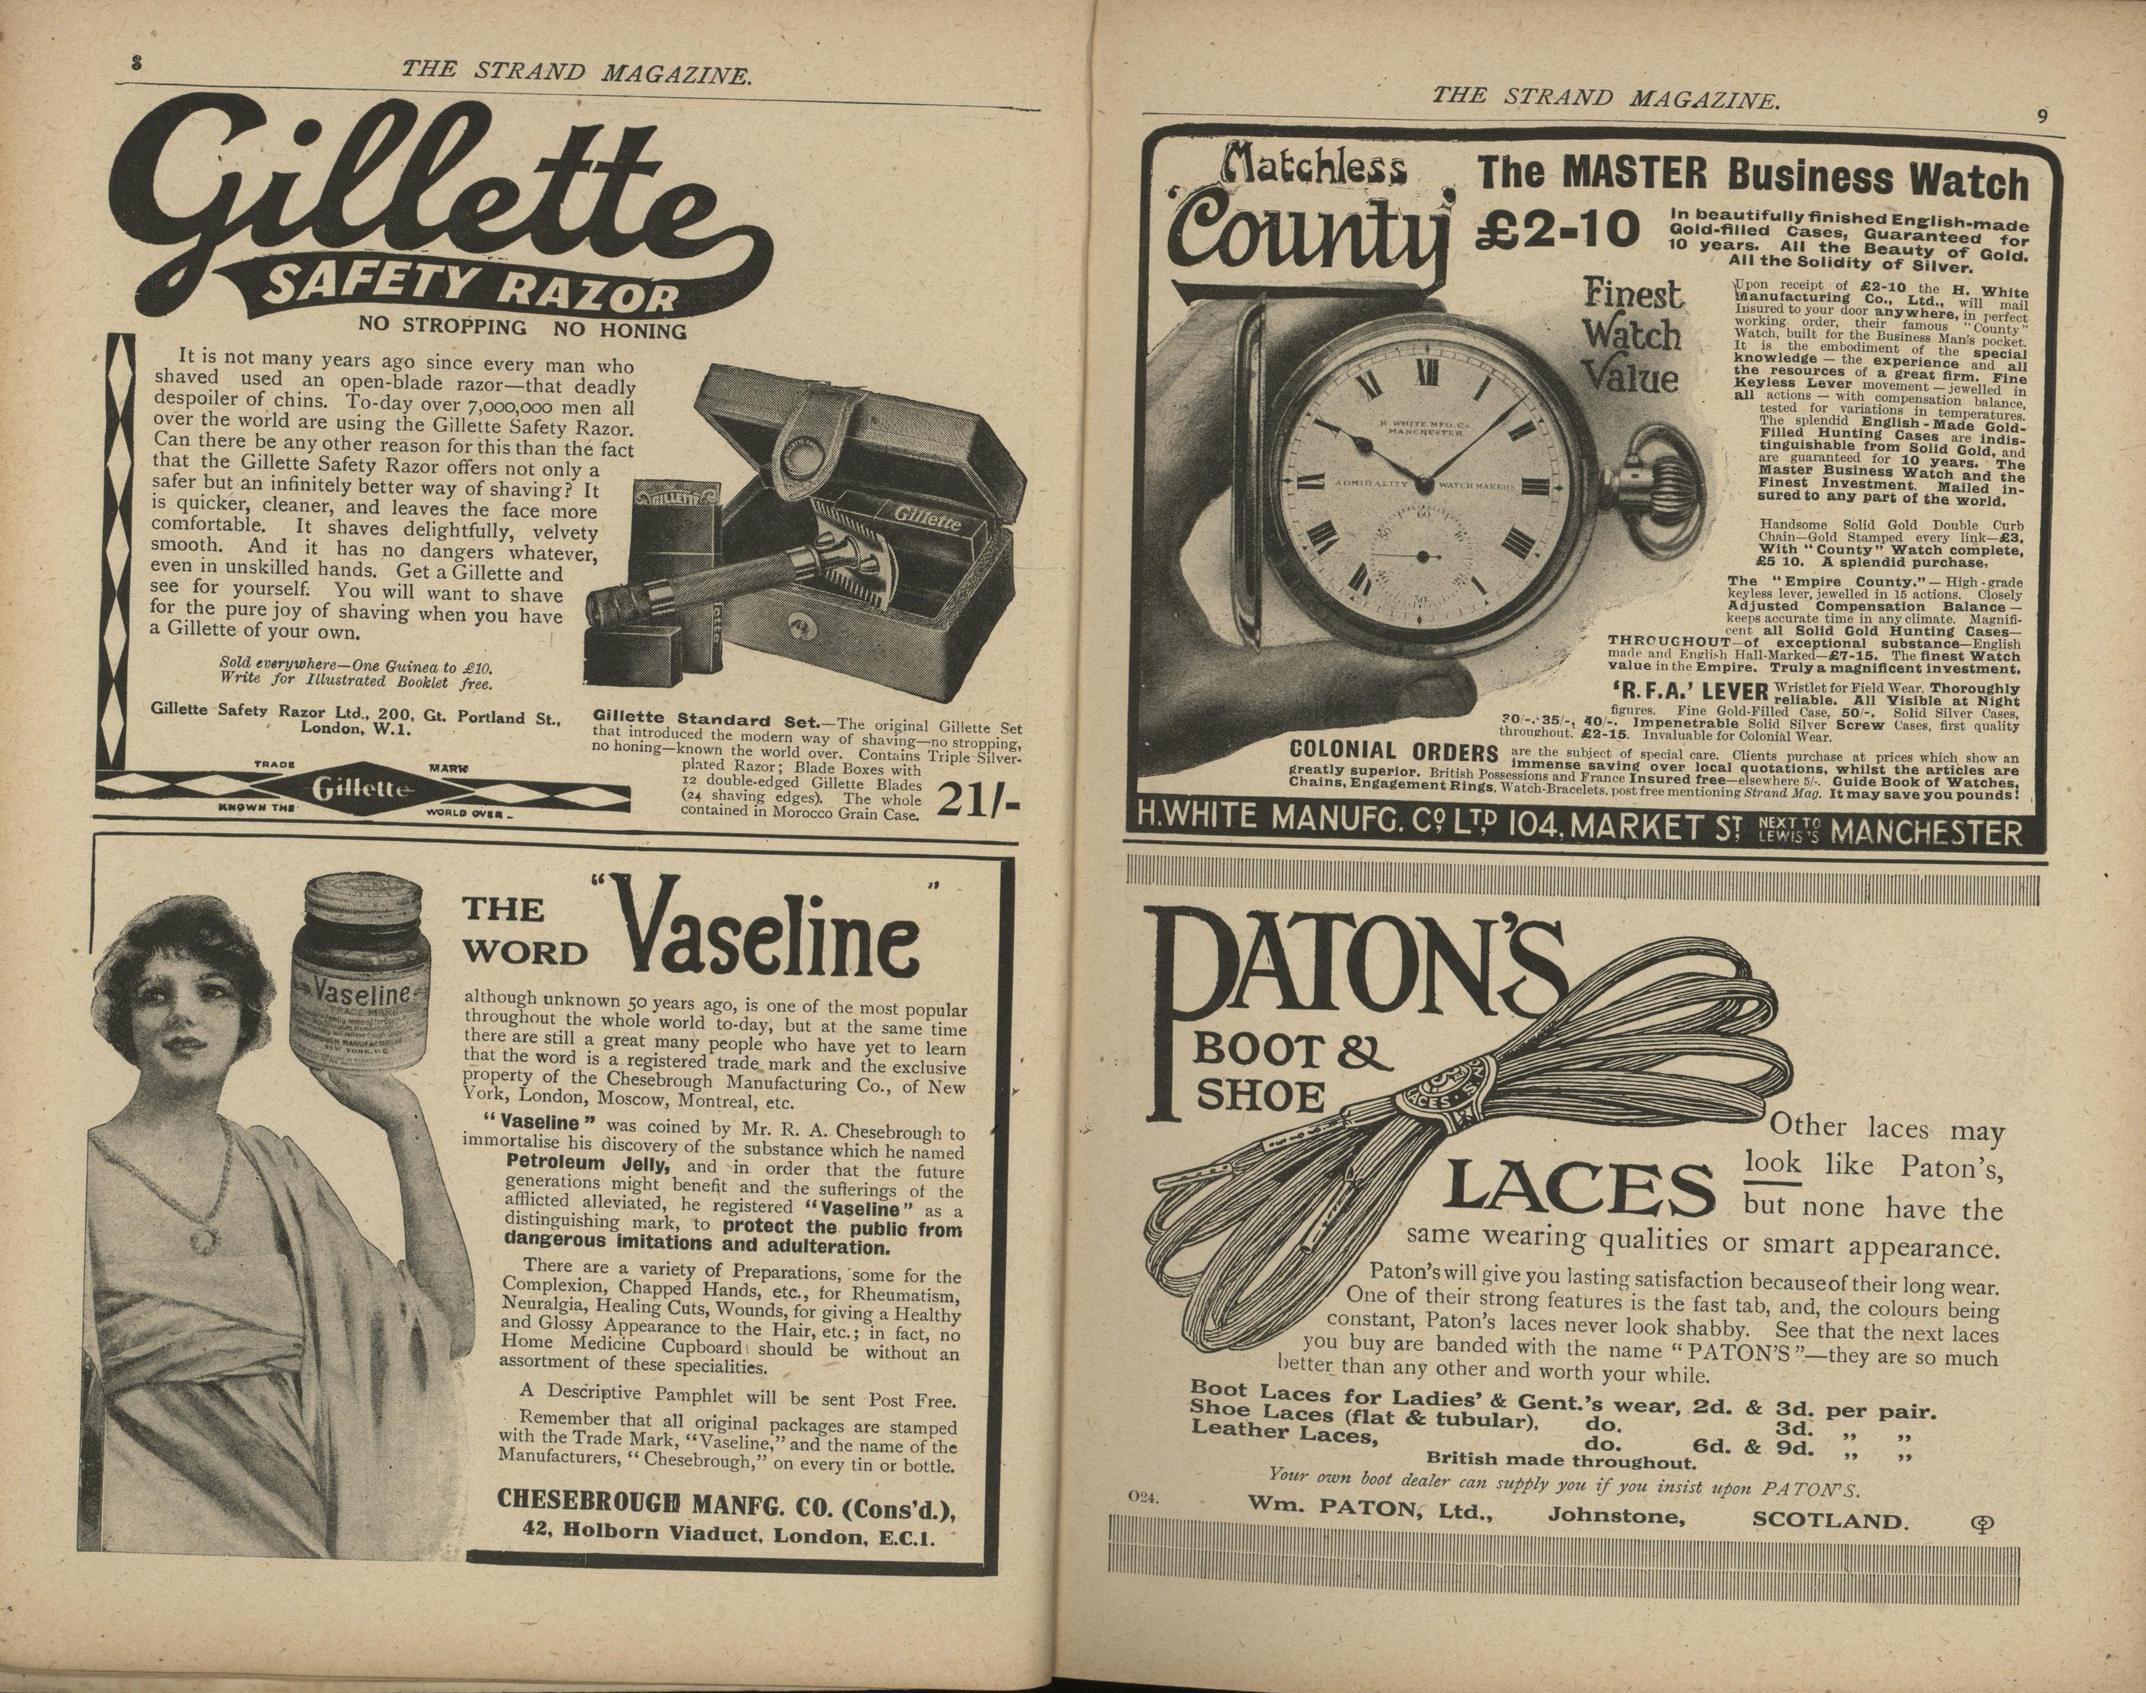 8
THE STRAND MAGAZINE.
Gillette
SAFETY RAZOR
NO STROPPING NO HONING
It is not many years ago since every man who
shaved used an open-blade razor—that deadly
despoiler of chins. To-day over 7,000,000 men all
over the world are using the Gillette Safety Razor.
Can there be any other reason for this than the fact
that the Gillette Safety Razor offers not only a
safer but an infinitely better way of shaving? It
is quicker, cleaner, and leaves the face more
comfortable. It shaves delightfully, velvety
smooth. And it has no dangers whatever,
even in unskilled hands. Get a Gillette and
see for yourself. You will want to shave
for the pure joy of shaving when you have
a Gillette of your own.
Sold everywhere—One Guinea to £10.
Write for Illustrated Booklet free.
Gillette Safety Razor Ltd., 200, Gt. Portland St.,
London, W.1.
GILLETTE
Gillette
Gillette Standard Set.—The original Gillette Set
that introduced the modern way of shaving—no stropping,
no honing—known the world over. Contains Triple Silver-
plated Razor; Blade Boxes with
12 double-edged Gillette Blades
(24 shaving edges). The whole
contained in Morocco Grain Case.
21/-
TRADE MARK
Gillette
KNOWN THE WORLD OVER
THE
WORD
"Vaseline"
Vaseline
TRADE MARK
NEW YORK, U.S.
although unknown 50 years ago, is one of the most popular
throughout the whole world to-day, but at the same time
there are still a great many people who have yet to learn
that the word is a registered trade mark and the exclusive
property of the Chesebrough Manufacturing Co., of New
York, London, Moscow, Montreal, etc.
"Vaseline" was coined by Mr. R. A. Chesebrough to
immortalise his discovery of the substance which he named
Petroleum Jelly, and in order that the future
generations might benefit and the sufferings of the
afflicted alleviated, he registered "Vaseline" as a
distinguishing mark, to protect the public from
dangerous imitations and adulteration.
There are a variety of Preparations, some for the
Complexion, Chapped Hands, etc., for Rheumatism,
Neuralgia, Healing Cuts, Wounds, for giving a Healthy
and Glossy Appearance to the Hair, etc.; in fact, no
Home Medicine Cupboard should be without an
assortment of these specialities.
A Descriptive Pamphlet will be sent Post Free.
Remember that all original packages are stamped
with the Trade Mark, "Vaseline," and the name of the
Manufacturers, "Chesebrough," on every tin or bottle.
CHESEBROUGH MANFG. CO. (Cons'd.),
42, Holborn Viaduct, London, E.C.1.
THE STRAND MAGAZINE.
9
Matchless
'County'
The MASTER Business Watch
£2-10
In beautifully finished English-made
Gold-filled Cases, Guaranteed for
10 years. All the Beauty of Gold.
All the Solidity of Silver.
Finest
Watch
Value
H. WHITE MFG. Co
MANCHESTER
ADMIRALITY WATCH MAKERS
60
30
Upon receipt of £2-10 the H. White
Manufacturing Co., Ltd., will mail
Insured to your door anywhere, in perfect
working order, their famous "County"
Watch, built for the Business Man's pocket.
It is the embodiment of the special
knowledge — the experience and all
the resources of a great firm. Fine
Keyless Lever movement — jewelled in
all actions — with compensation balance,
tested for variations in temperatures.
The splendid English-Made Gold-
Filled Hunting Cases are indis-
tinguishable from Solid Gold, and
are guaranteed for 10 years. The
Master Business Watch and the
Finest Investment. Mailed in-
sured to any part of the world.
Handsome Solid Gold Double Curb
Chain—Gold Stamped every link—£3.
With "County" Watch complete,
£5 10. A splendid purchase.
The "Empire County."—High-grade
keyless lever, jewelled in 15 actions. Closely
Adjusted Compensation Balance —
keeps accurate time in any climate. Magnifi-
cent all Solid Gold Hunting Cases—
THROUGHOUT—of exceptional substance—English
made and English Hall-Marked—£7-15. The finest Watch
value in the Empire. Truly a magnificent investment.
'R.F.A.' LEVER Wristlet for Field Wear. Thoroughly
reliable. All Visible at Night
figures. Fine Gold-Filled Case, 50/-. Solid Silver Cases,
30/-. 35/-, 40/-. Impenetrable Solid Silver Screw Cases, first quality
throughout. £2-15. Invaluable for Colonial Wear.
COLONIAL ORDERS are the subject of special care. Clients purchase at prices which show an
immense saving over local quotations, whilst the articles are
greatly superior. British Possessions and France Insured free—elsewhere 5/-. Guide Book of Watches,
Chains, Engagement Rings, Watch-Bracelets, post free mentioning Strand Mag. It may save you pounds!
H. WHITE MANUFG. Co LTD 104, MARKET ST NEXT TO LEWIS'S MANCHESTER
PATON'S
BOOT &
SHOE
LACES
Other laces may
look like Paton's,
but none have the
same wearing qualities or smart appearance.
Paton's will give you lasting satisfaction because of their long wear.
One of their strong features is the fast tab, and, the colours being
constant, Paton's laces never look shabby. See that the next laces
you buy are banded with the name "PATON'S"—they are so much
better than any other and worth your while.
Boot Laces for Ladies' & Gent.'s wear, 2d. & 3d. per pair.
Shoe Laces (flat & tubular), do. 3d. „ „
Leather Laces, do. 6d. & 9d. „ „
British made throughout.
Your own boot dealer can supply you if you insist upon PATON'S.
O24.
Wm. PATON, Ltd., Johnstone, SCOTLAND.